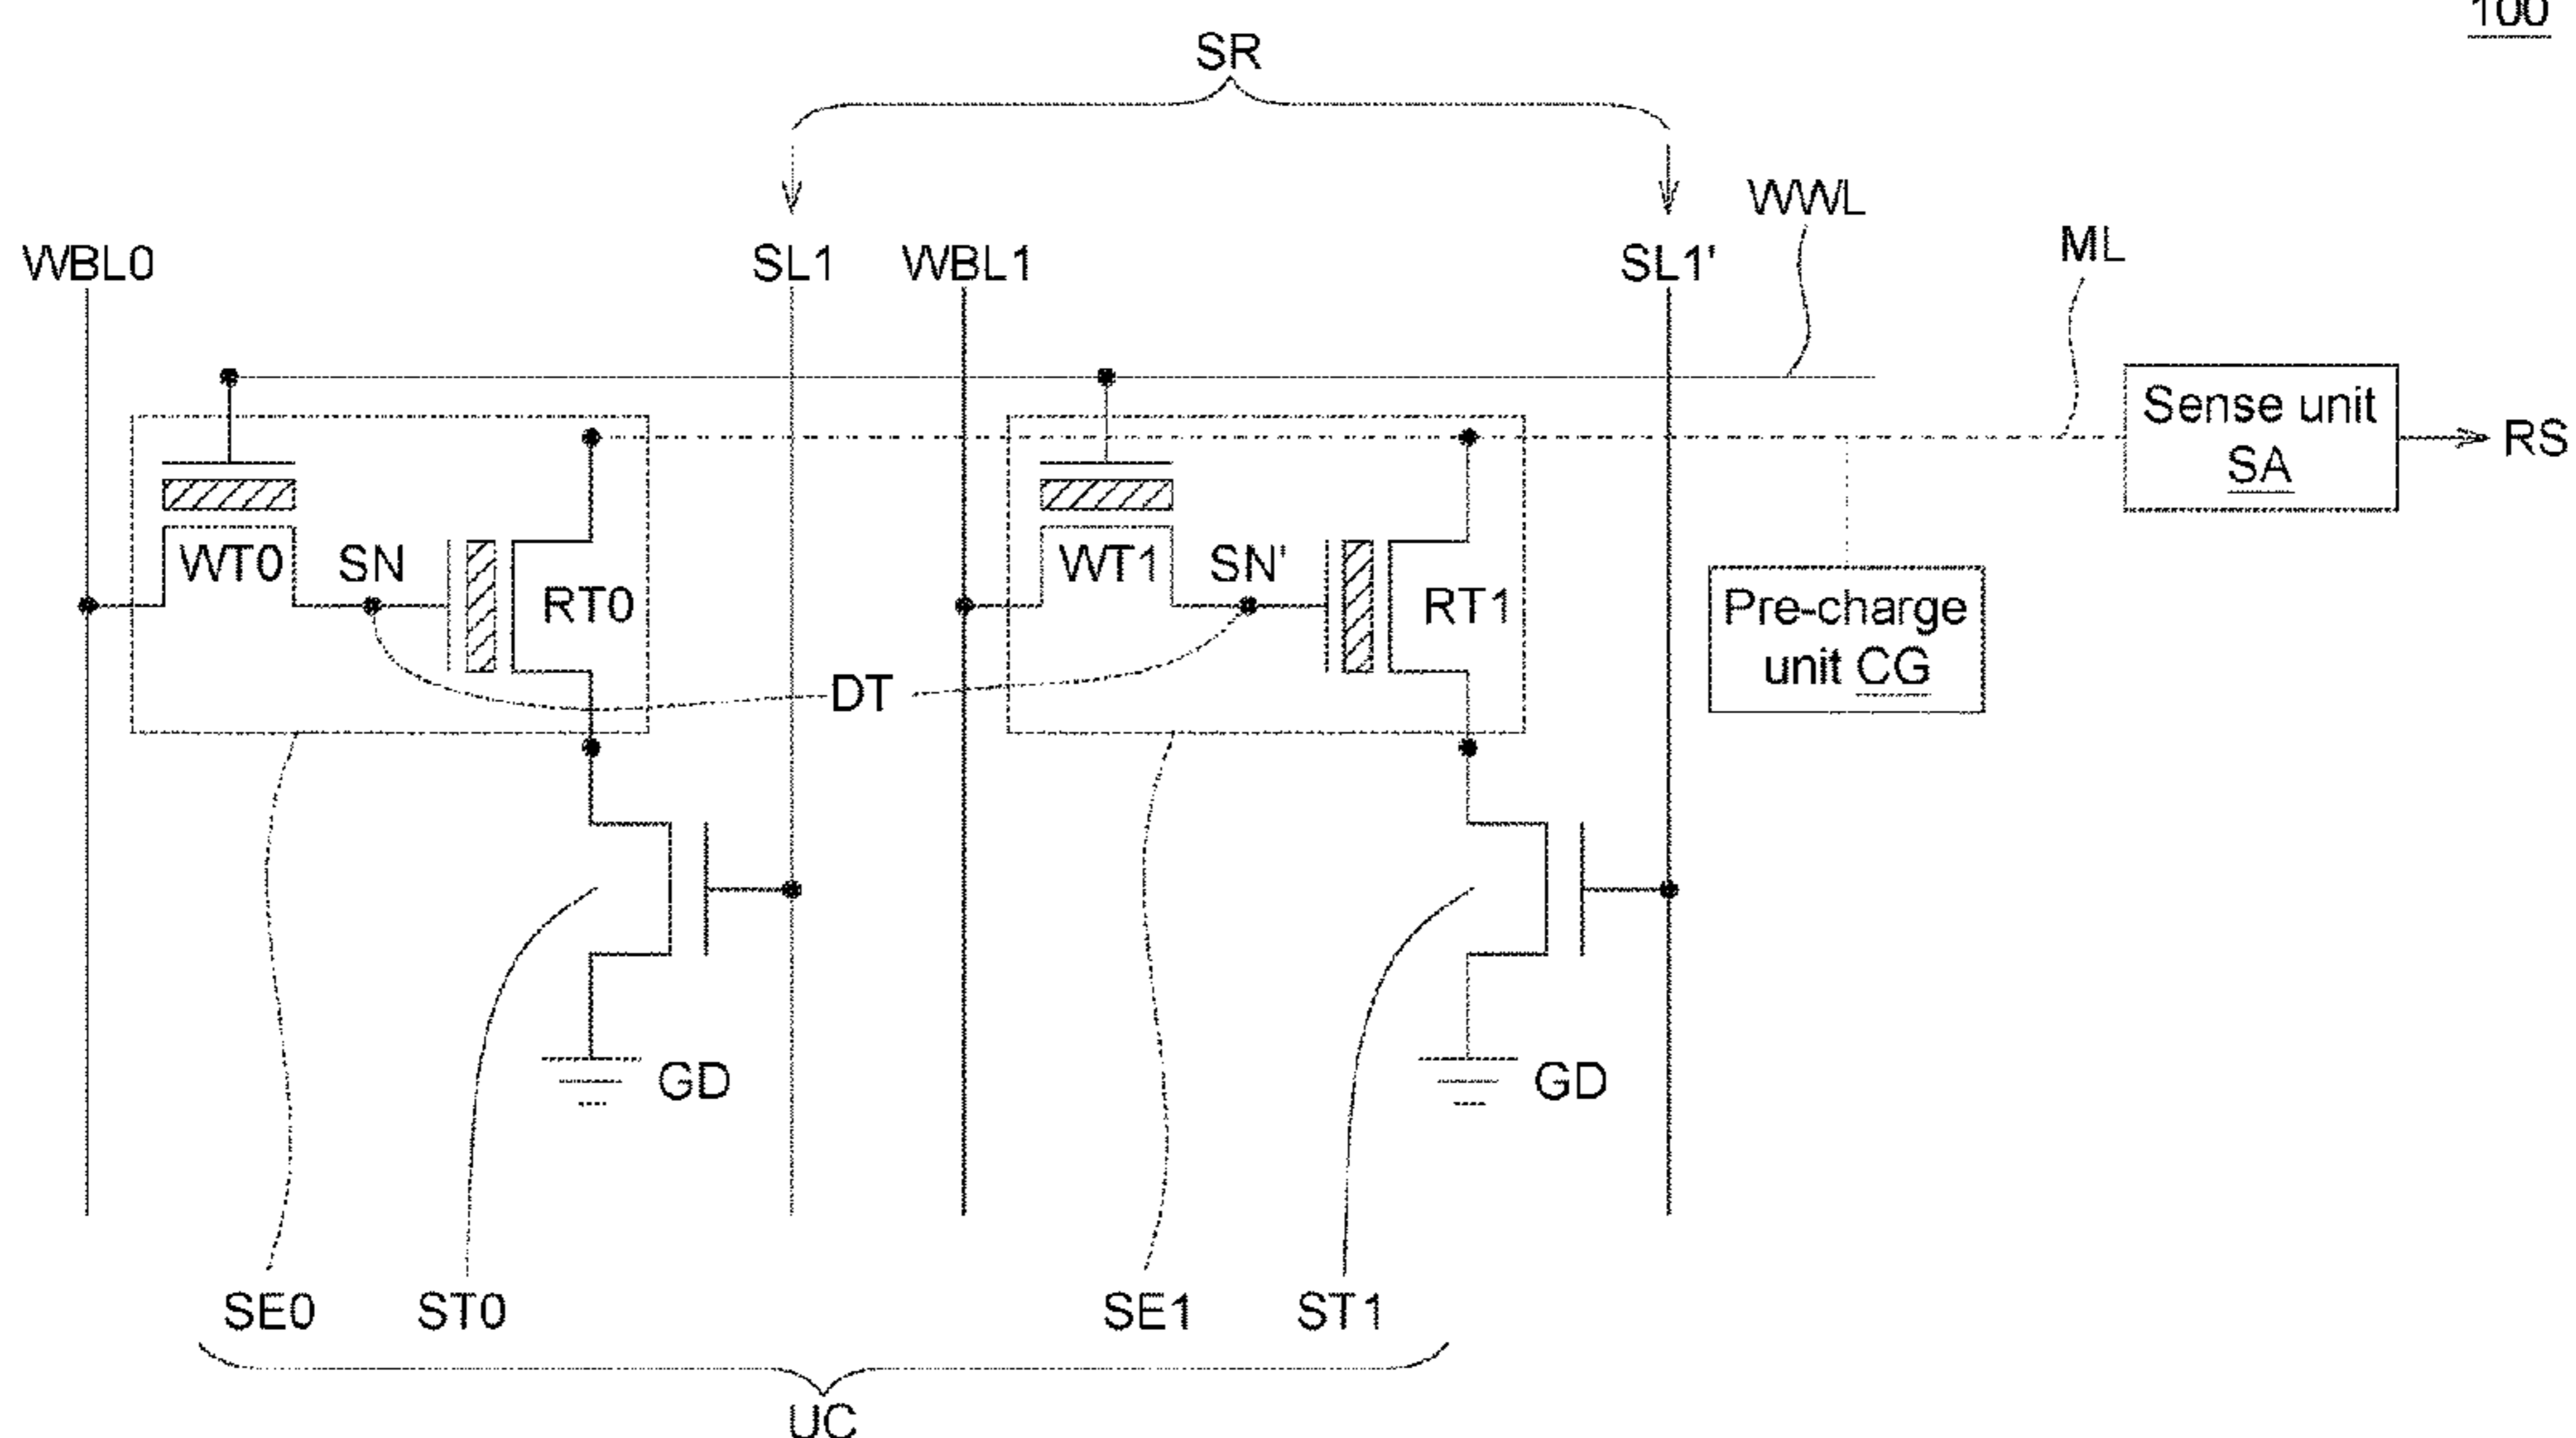 100
SR
WWL
ML
WBL0
SL1
WBL1
SL1'
Sense unit
SA
RS
WT0
SN
RT0
WT1
SN'
RT1
Pre-charge
unit CG
DT
GD
GD
SE0
ST0
SE1
ST1
UC